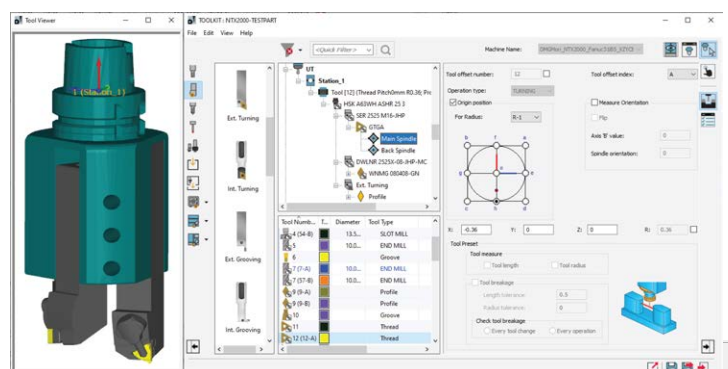 Tool Viewer
TOOLKIT : NTX2000-TESTPART
File Edit View Help
<Quick Filter>
Machine Name:
1 (Station_1)
Ext. Turning
Int. Turning
Ext. Grooving
Int. Grooving
UT
Station_1
Tool [12] (Thread Pitch0mm R0.36; Pro
HSK A63WH ASHR 25 3
SER 2525 M16-JHP
GTGA
Main Spindle
Back Spindle
DWLNR 2525X-08-JHP-MC
WNMG 080408-GN
Ext. Turning
Profile
Tool Numb... T... Diameter Tool Type
4 (54-B) 13.5... SLOT MILL
5 10.0... END MILL
6 Groove
7 (7-A) 10.0... END MILL
7 (57-B) 10.0... END MILL
9 (9-A) Profile
9 (9-B) Profile
10 Groove
11 Thread
12 (12-A) Thread
Tool offset number: 12
Tool offset index: A
Operation type: TURNING
Origin position
Measure Orientation
For Radius: R-1
Flip
Axis 'B' value: 0
Spindle orientation: 0
b f a
g e
c h d
X: -0.36 Y: 0 Z: 0 R: 0.36
Tool Preset
Tool measure
Tool length Tool radius
Tool breakage
Length tolerance: 0.5
Radius tolerance: 0
Check tool breakage
Every tool change Every operation